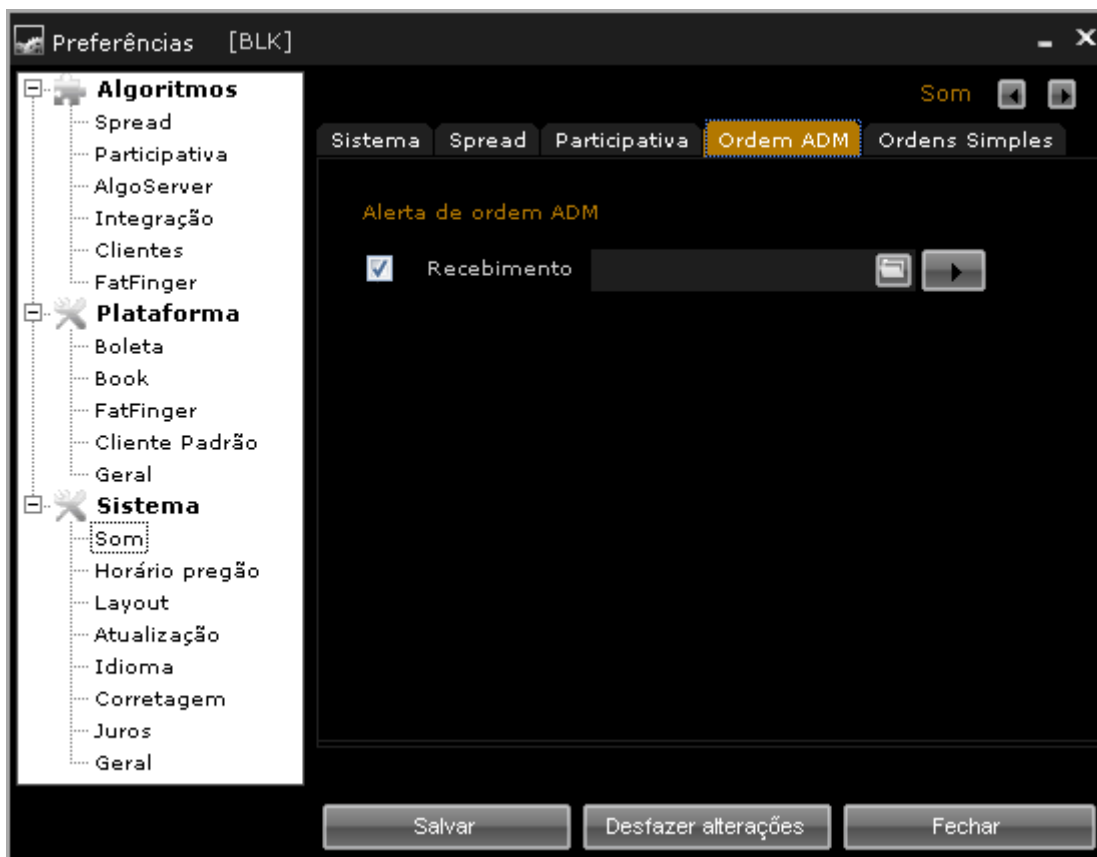 Preferências [BLK]
Algoritmos
Spread
Participativa
AlgoServer
Integração
Clientes
FatFinger
Plataforma
Boleta
Book
FatFinger
Cliente Padrão
Geral
Sistema
Som
Horário pregão
Layout
Atualização
Idioma
Corretagem
Juros
Geral
Som
Sistema Spread Participativa Ordem ADM Ordens Simples
Alerta de ordem ADM
Recebimento
Salvar Desfazer alterações Fechar